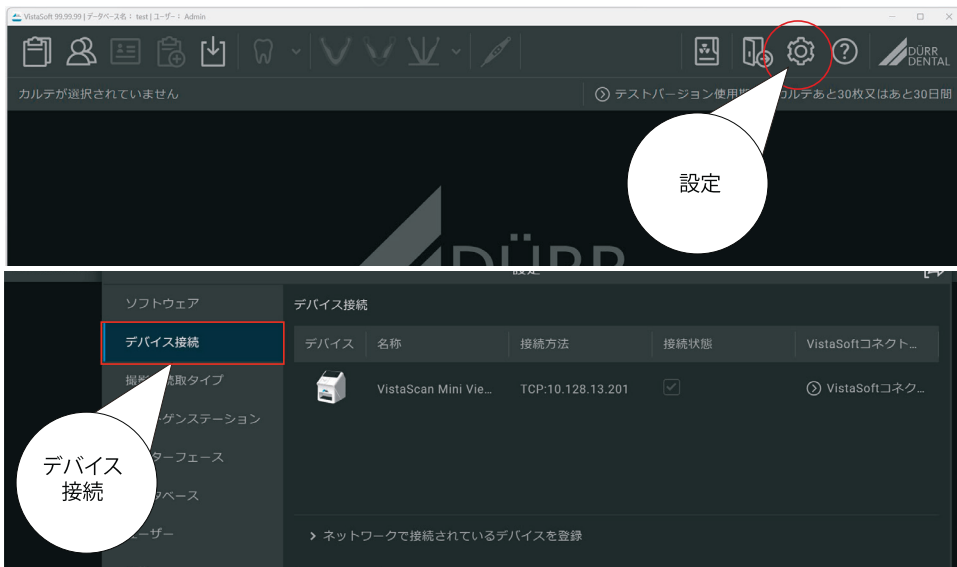 VistaSoft 99.99.99 | データベース名： test | ユーザー： Admin
DÜRR
DENTAL
カルテが選択されていません
テストバージョン使用期
カルテあと30枚又はあと30日間
設定
DÜRR
設定
ソフトウェア
デバイス接続
デバイス接続
デバイス 名称 接続方法 接続状態 VistaSoftコネクト...
VistaScan Mini Vie... TCP:10.128.13.201 VistaSoftコネク...
取タイプ
ゲンステーション
ターフェース
タベース
ーザー
デバイス
接続
ネットワークで接続されているデバイスを登録